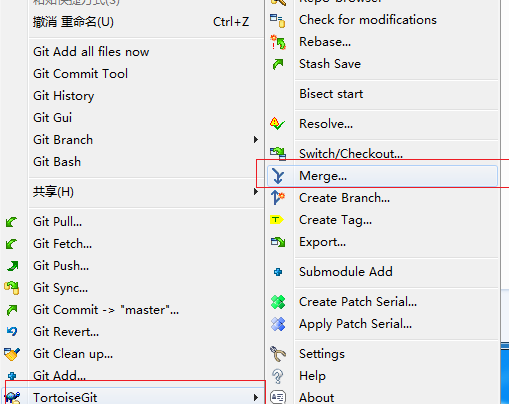 撤消 重命名(U) Ctrl+Z
Git Add all files now
Git Commit Tool
Git History
Git Gui
Git Branch
Git Bash
共享(H)
Git Pull...
Git Fetch...
Git Push...
Git Sync...
Git Commit -> "master"...
Git Revert...
Git Clean up...
Git Add...
TortoiseGit
Check for modifications
Rebase...
Stash Save
Bisect start
Resolve...
Switch/Checkout...
Merge...
Create Branch...
Create Tag...
Export...
Submodule Add
Create Patch Serial...
Apply Patch Serial...
Settings
Help
About